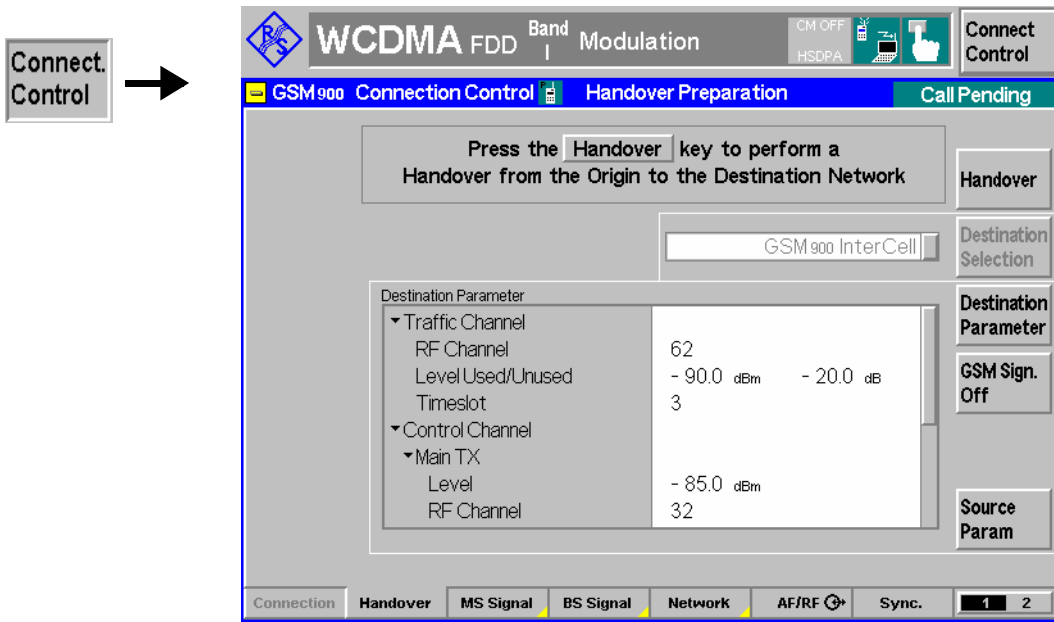 Connect.
Control
R S
WCDMA FDD Band I Modulation
CM OFF
HSDPA
Connect
Control
GSM 900 Connection Control Handover Preparation Call Pending
Press the Handover key to perform a
Handover from the Origin to the Destination Network
Handover
GSM 900 InterCell
Destination
Selection
Destination Parameter
Traffic Channel
RF Channel 62
Level Used/Unused - 90.0 dBm - 20.0 dB
Timeslot 3
Control Channel
Main TX
Level - 85.0 dBm
RF Channel 32
Destination
Parameter
GSM Sign.
Off
Source
Param
Connection Handover MS Signal BS Signal Network AF/RF Sync. 1 2